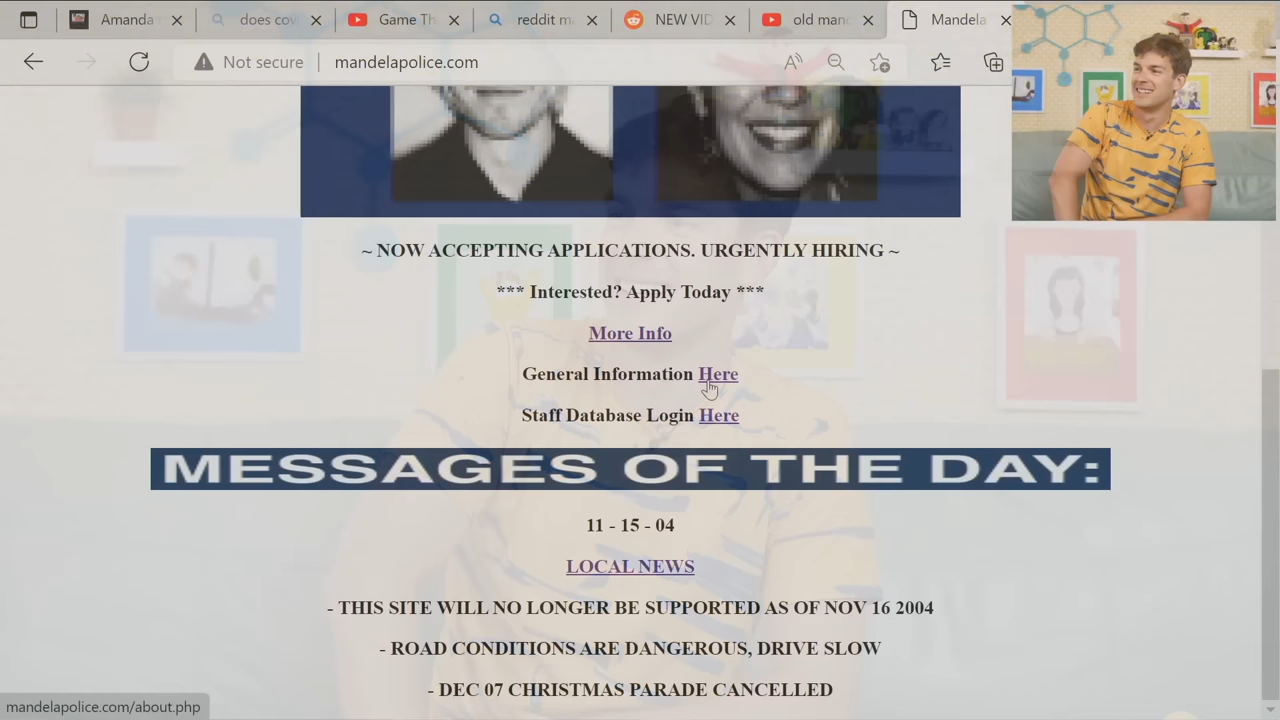 Amanda
does cov
Game Th
reddit m
NEW VID
old man
Mandela
Not secure
mandelapolice.com
~ NOW ACCEPTING APPLICATIONS. URGENTLY HIRING ~
*** Interested? Apply Today ***
More Info
General Information Here
Staff Database Login Here
MESSAGES OF THE DAY:
11 - 15 - 04
LOCAL NEWS
- THIS SITE WILL NO LONGER BE SUPPORTED AS OF NOV 16 2004
- ROAD CONDITIONS ARE DANGEROUS, DRIVE SLOW
- DEC 07 CHRISTMAS PARADE CANCELLED
mandelapolice.com/about.php